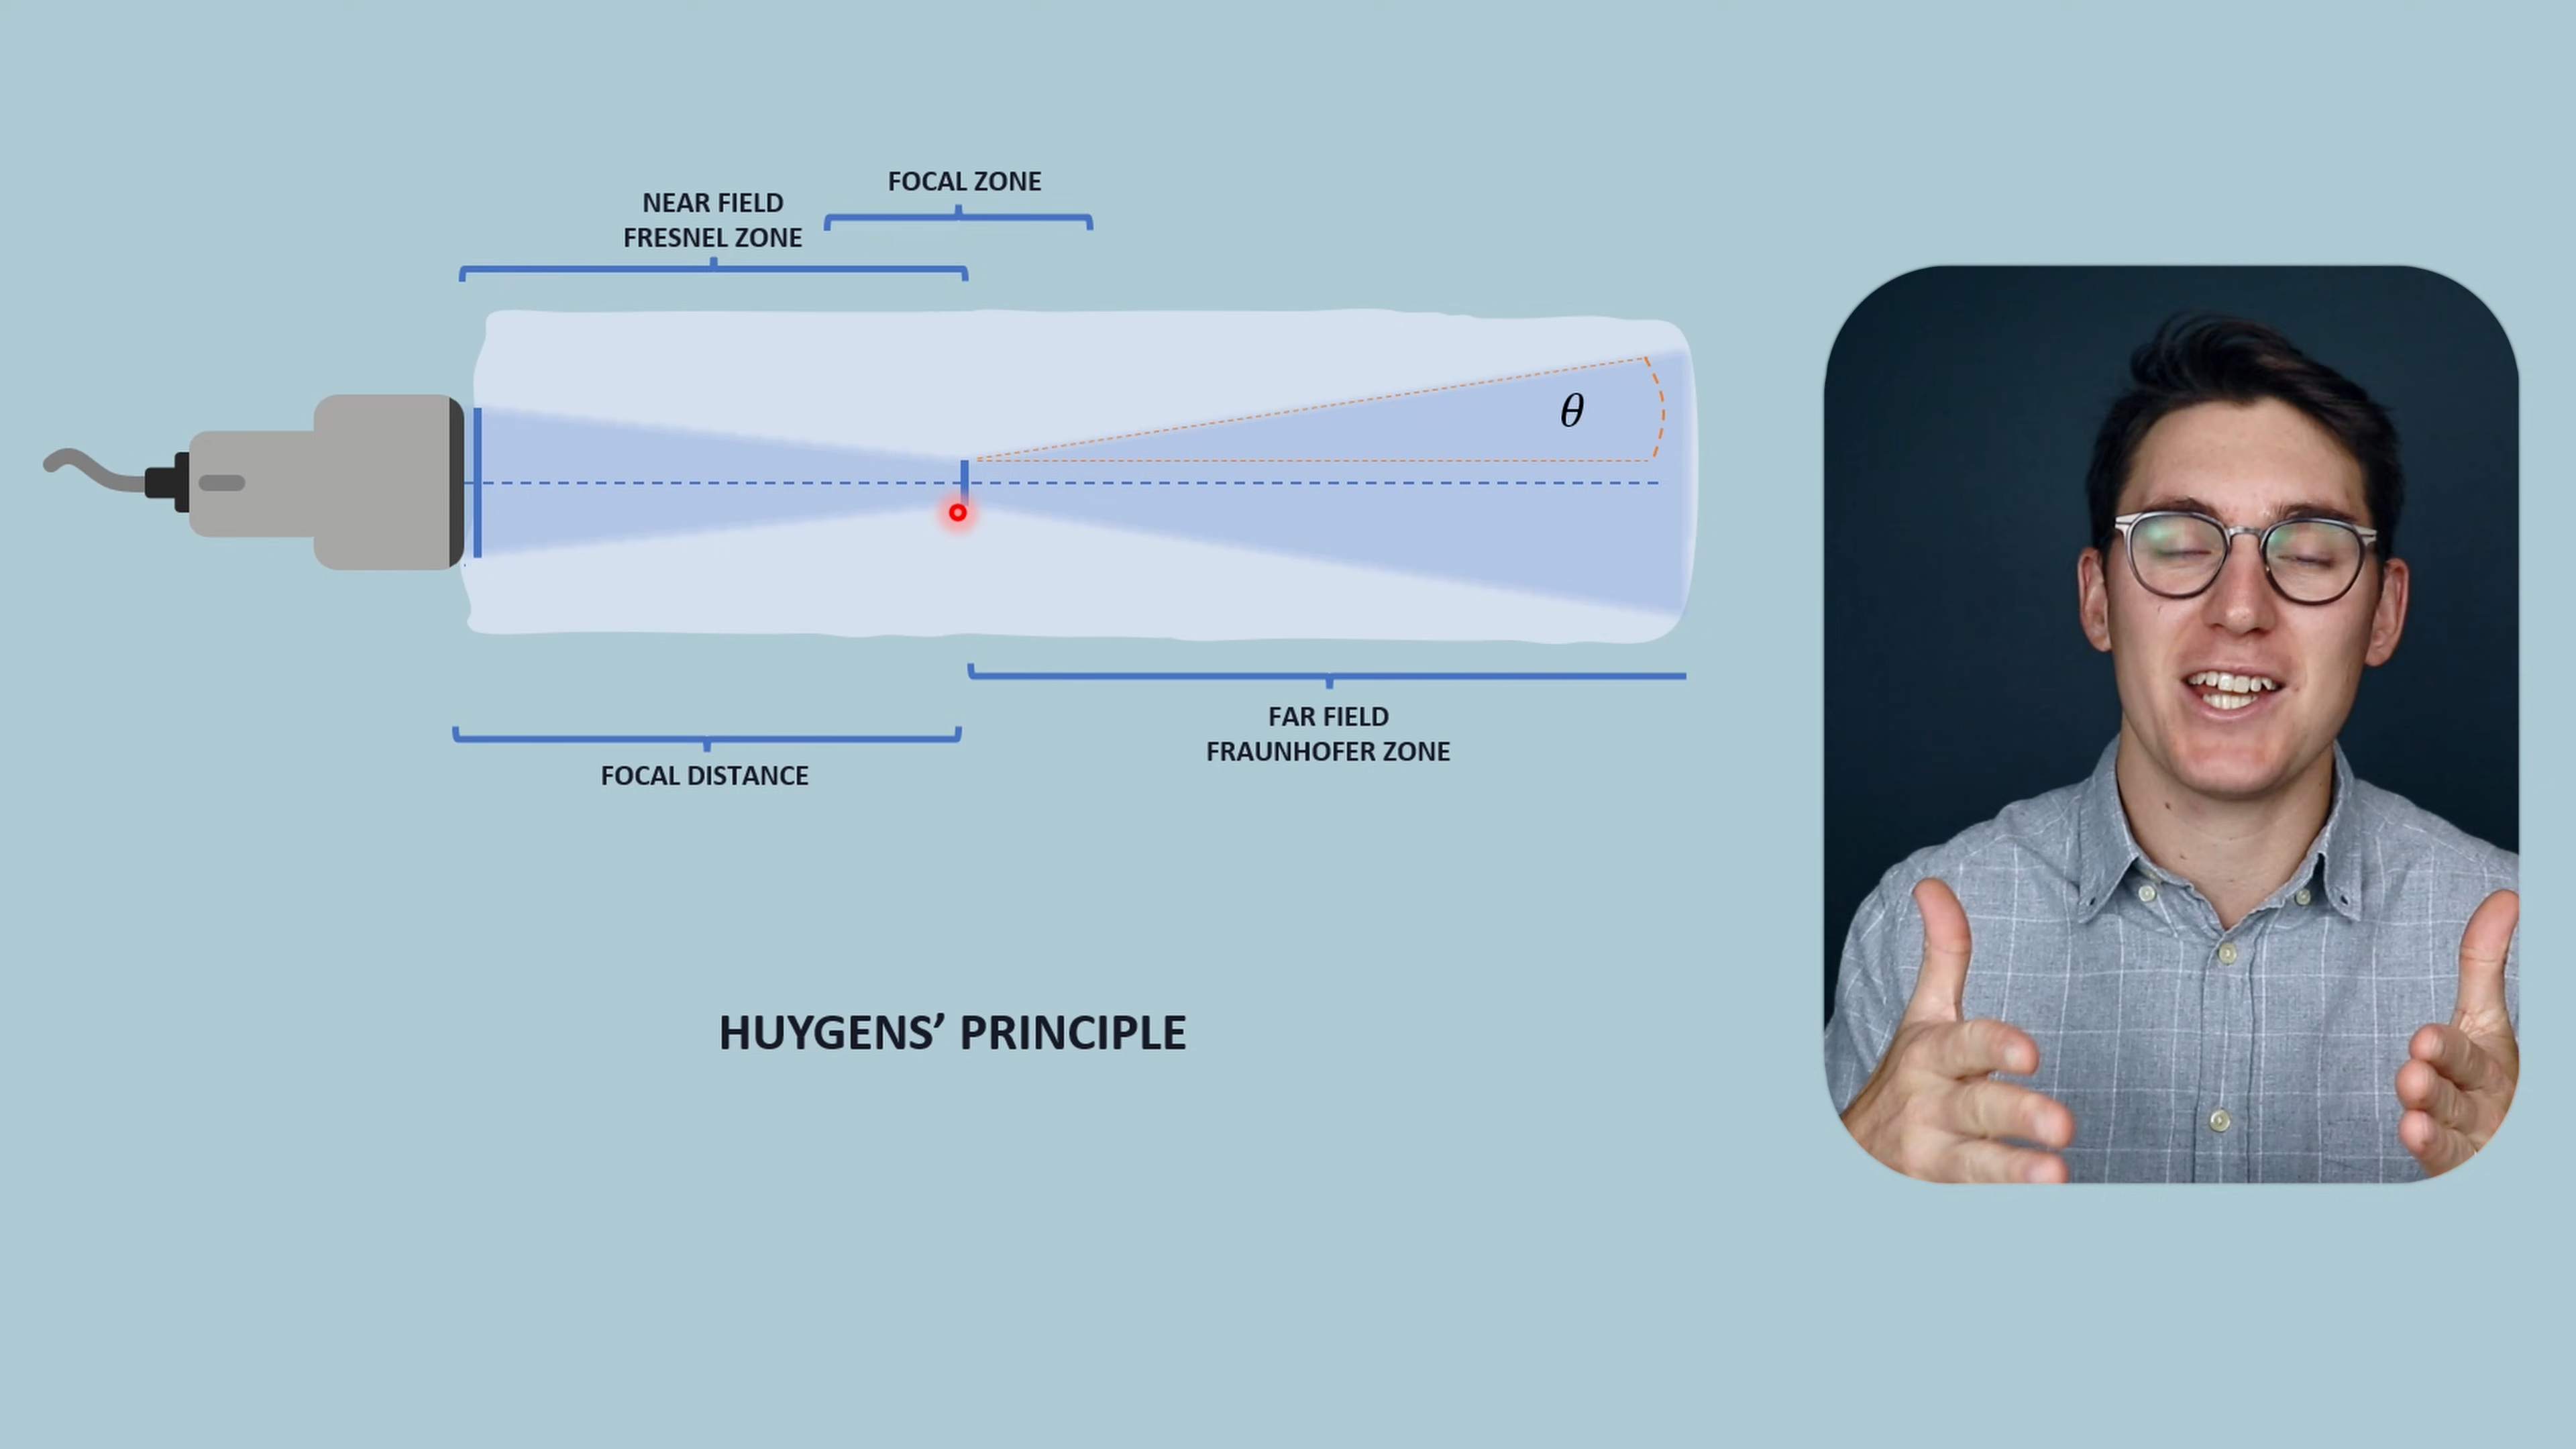 FOCAL ZONE
NEAR FIELD
FRESNEL ZONE
θ
FAR FIELD
FRAUNHOFER ZONE
FOCAL DISTANCE
HUYGENS’ PRINCIPLE